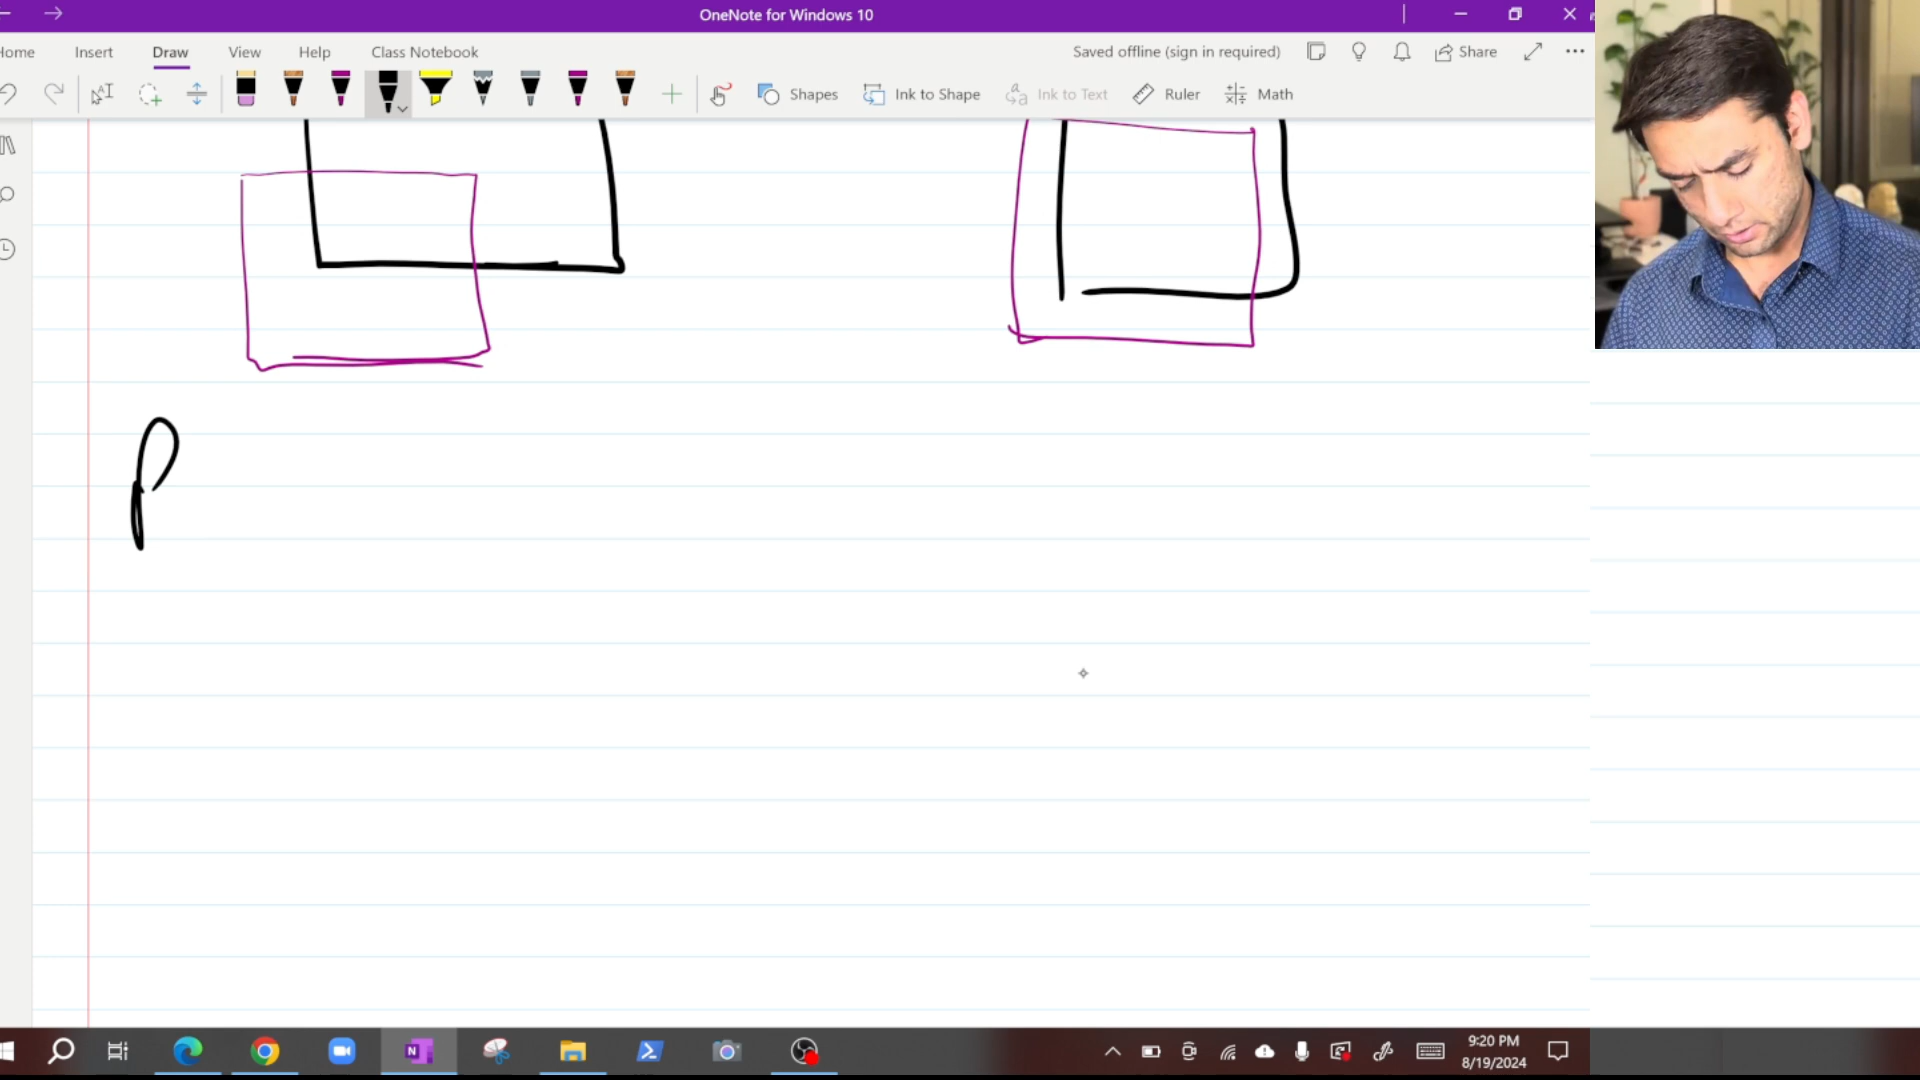 OneNote for Windows 10
Home Insert Draw View Help Class Notebook Saved offline (sign in required) Share
Shapes Ink to Shape Ink to Text Ruler Math
P
9:20 PM
8/19/2024